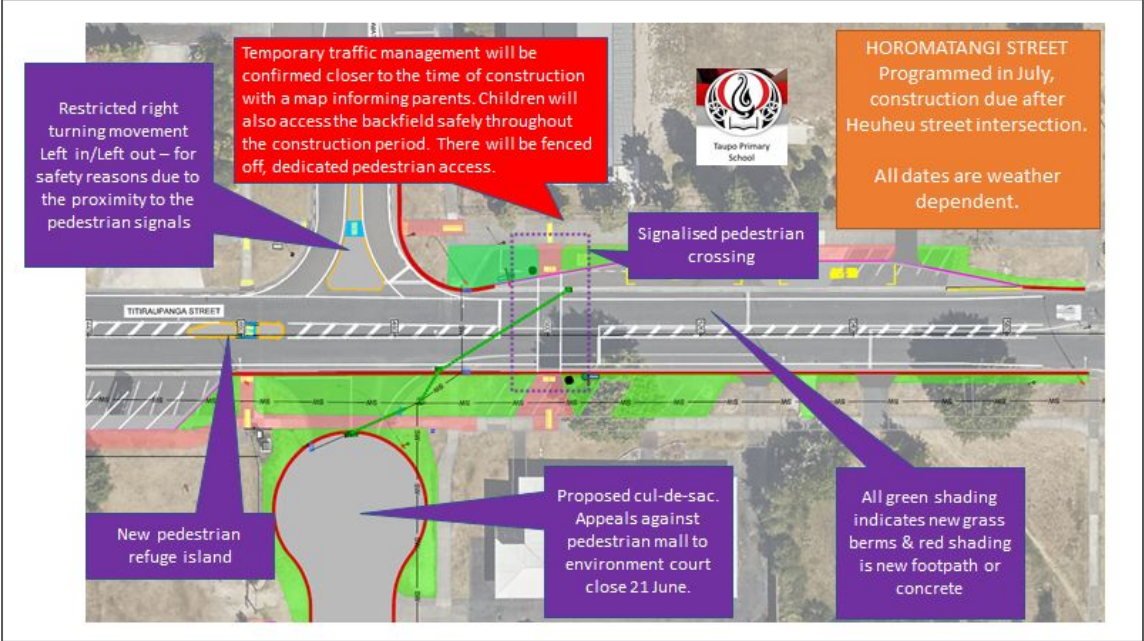 Temporary traffic management will be
confirmed closer to the time of construction
with a map informing parents. Children will
also access the backfield safely throughout
the construction period. There will be fenced
off, dedicated pedestrian access.
HOROMATANGI STREET
Programmed in July,
construction due after
Heuheu street intersection.
All dates are weather
dependent.
Restricted right
turning movement
Left in/Left out – for
safety reasons due to
the proximity to the
pedestrian signals
Taupo Primary
School
Signalised pedestrian
crossing
TITIRAUPANGA STREET
New pedestrian
refuge island
Proposed cul-de-sac.
Appeals against
pedestrian mall to
environment court
close 21 June.
All green shading
indicates new grass
berms & red shading
is new footpath or
concrete